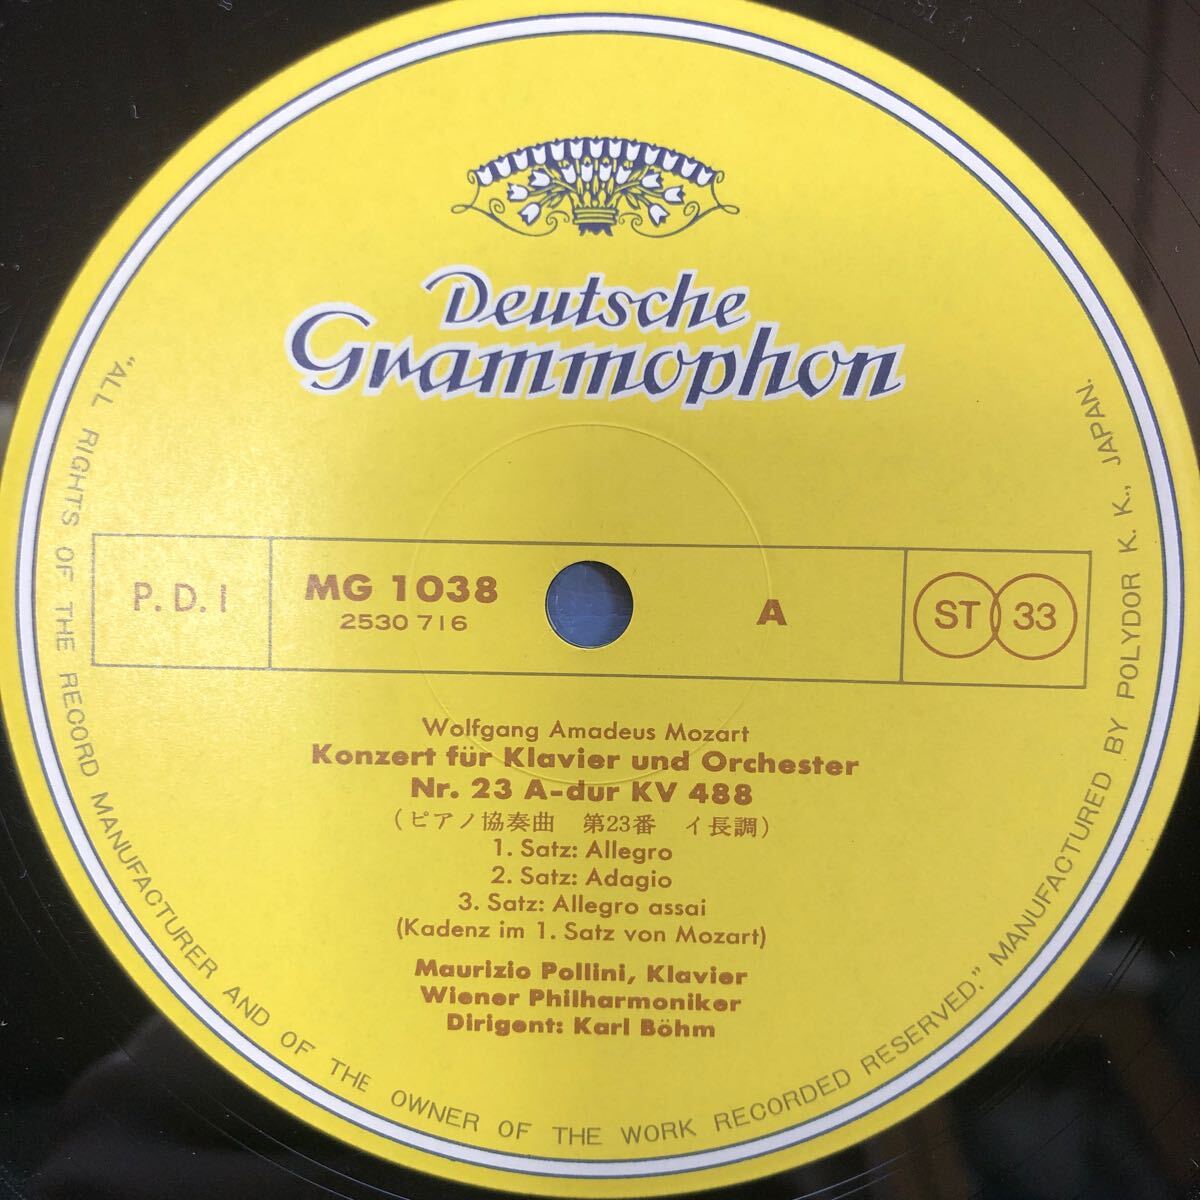 Deutsche
Grammophon
P. D. I
MG 1038
2530 716
A
ST 33
Wolfgang Amadeus Mozart
Konzert für Klavier und Orchester
Nr. 23 A-dur KV 488
(ピアノ協奏曲 第23番 イ長調)
1. Satz: Allegro
2. Satz: Adagio
3. Satz: Allegro assai
(Kadenz im 1. Satz von Mozart)
Maurizio Pollini, Klavier
Wiener Philharmoniker
Dirigent: Karl Böhm
"ALL RIGHTS OF THE RECORD MANUFACTURER AND OF THE OWNER OF THE WORK RECORDED RESERVED." MANUFACTURED BY POLYDOR K. K., JAPAN.